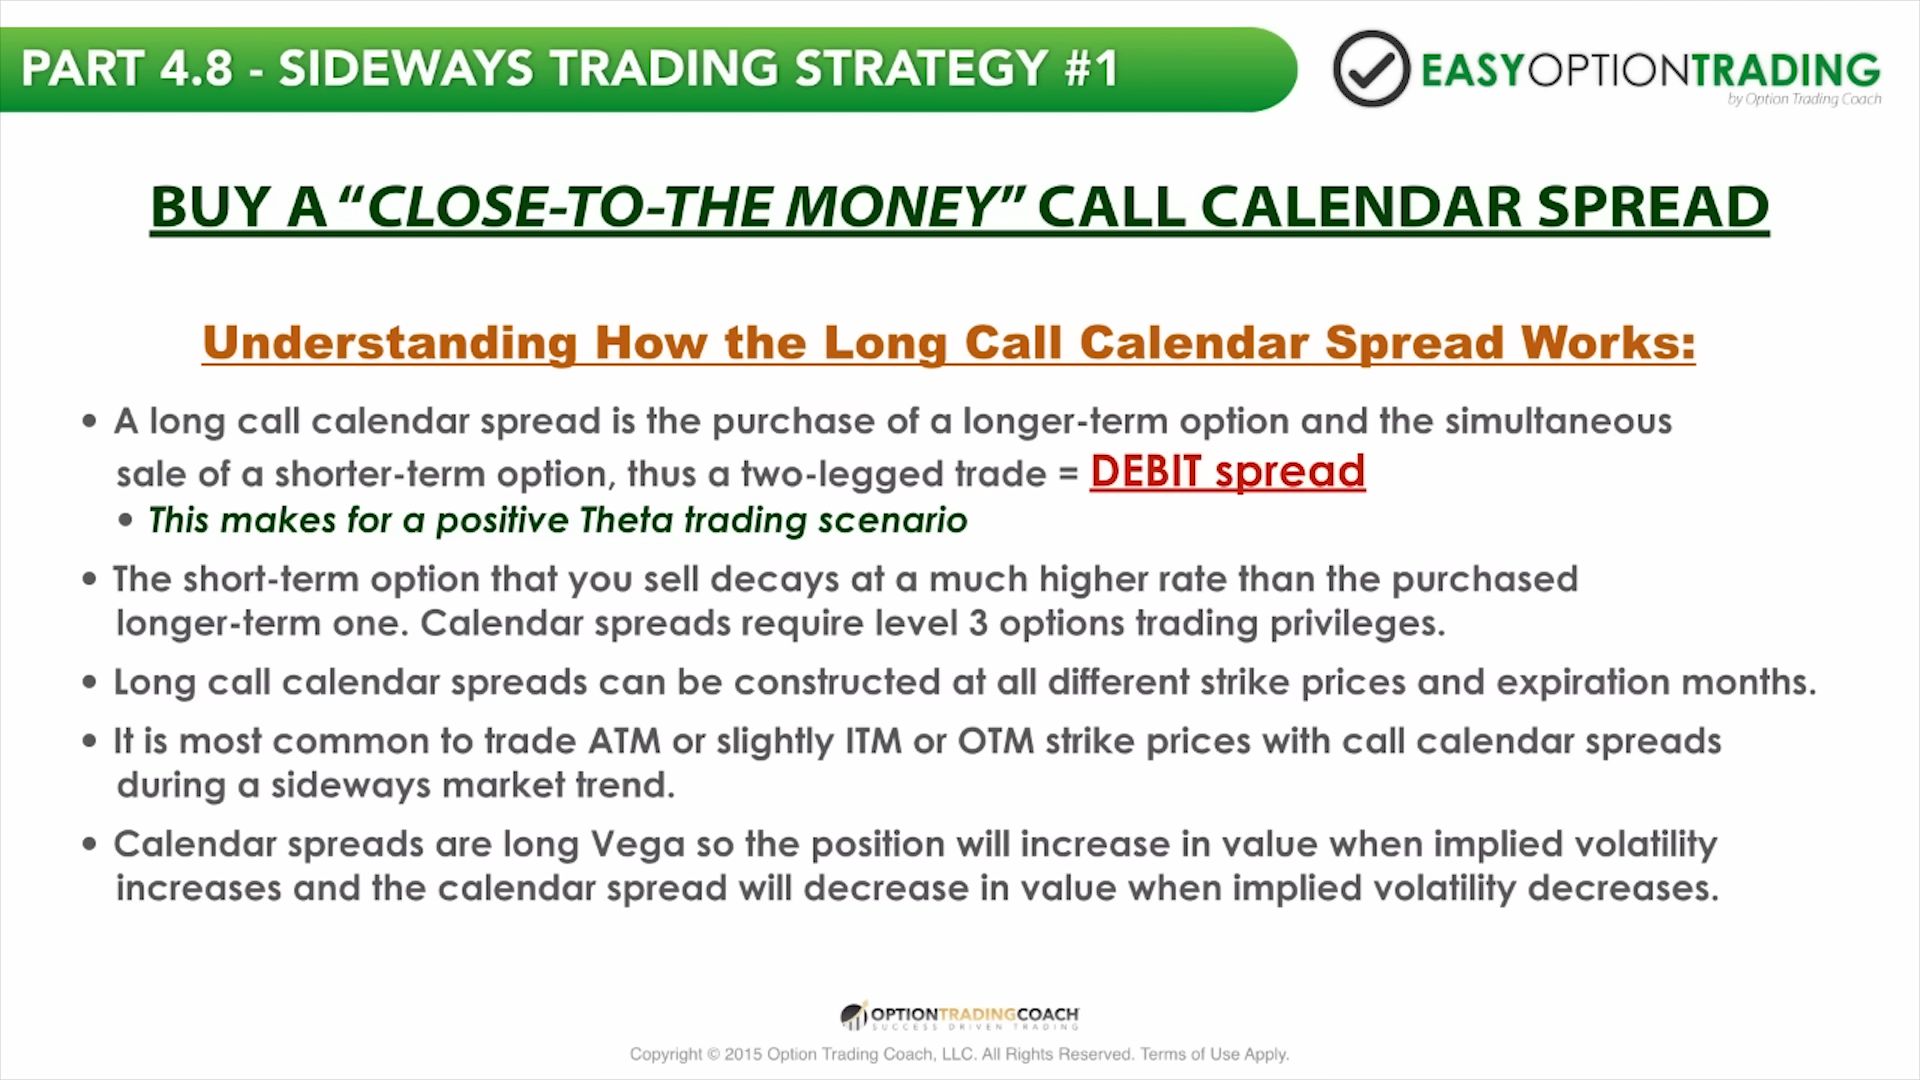 PART 4.8 - SIDEWAYS TRADING STRATEGY #1
EASYOPTIONTRADING
by Option Trading Coach
BUY A “CLOSE-TO-THE MONEY” CALL CALENDAR SPREAD
Understanding How the Long Call Calendar Spread Works:
• A long call calendar spread is the purchase of a longer-term option and the simultaneous
sale of a shorter-term option, thus a two-legged trade = DEBIT spread
• This makes for a positive Theta trading scenario
• The short-term option that you sell decays at a much higher rate than the purchased
longer-term one. Calendar spreads require level 3 options trading privileges.
• Long call calendar spreads can be constructed at all different strike prices and expiration months.
• It is most common to trade ATM or slightly ITM or OTM strike prices with call calendar spreads
during a sideways market trend.
• Calendar spreads are long Vega so the position will increase in value when implied volatility
increases and the calendar spread will decrease in value when implied volatility decreases.
OPTIONTRADINGCOACH
SUCCESS DRIVEN TRADING
Copyright © 2015 Option Trading Coach, LLC. All Rights Reserved. Terms of Use Apply.